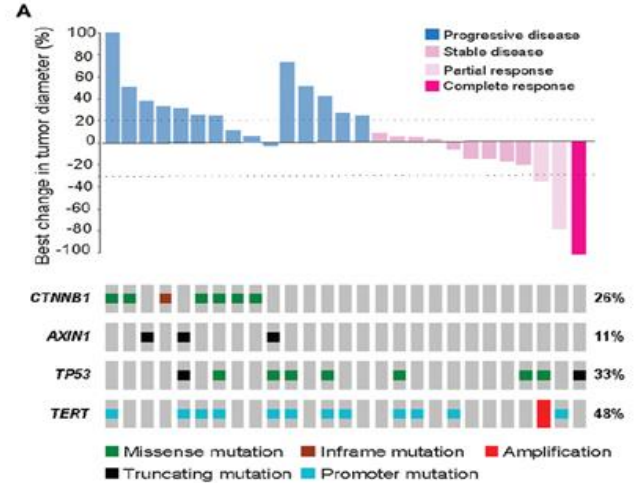 A
Best change in tumor diameter (%)
100
80
60
40
20
0
-20
-40
-60
-80
-100
Progressive disease
Stable disease
Partial response
Complete response
CTNNB1 26%
AXIN1 11%
TP53 33%
TERT 48%
Missense mutation Inframe mutation Amplification
Truncating mutation Promoter mutation